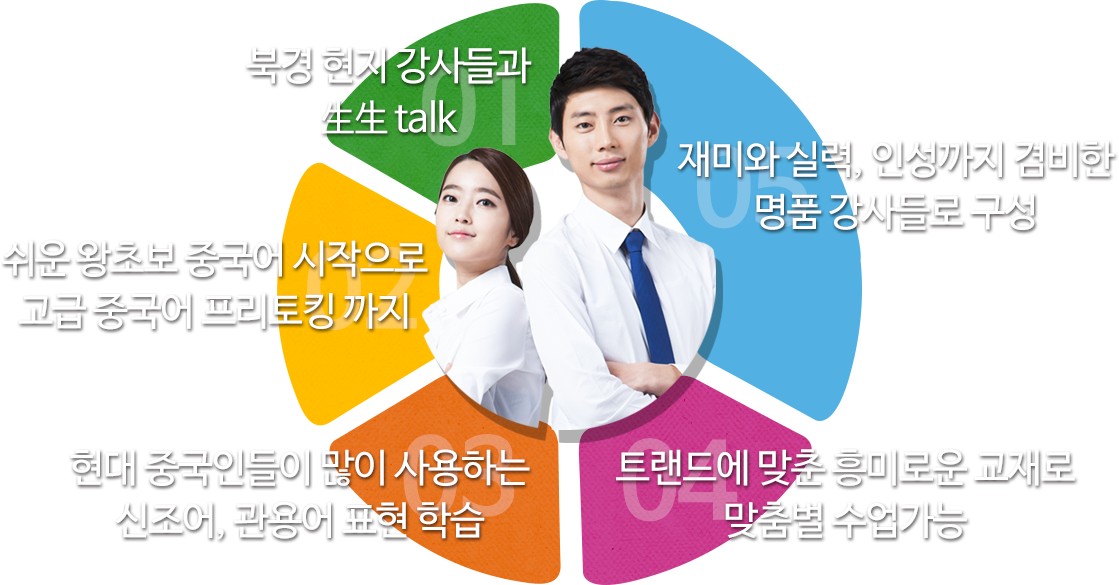 01
북경 현지 강사들과
生生 talk
02
쉬운 왕초보 중국어 시작으로
고급 중국어 프리토킹 까지
03
현대 중국인들이 많이 사용하는
신조어, 관용어 표현 학습
04
트랜드에 맞춘 흥미로운 교재로
맞춤별 수업가능
05
재미와 실력, 인성까지 겸비한
명품 강사들로 구성